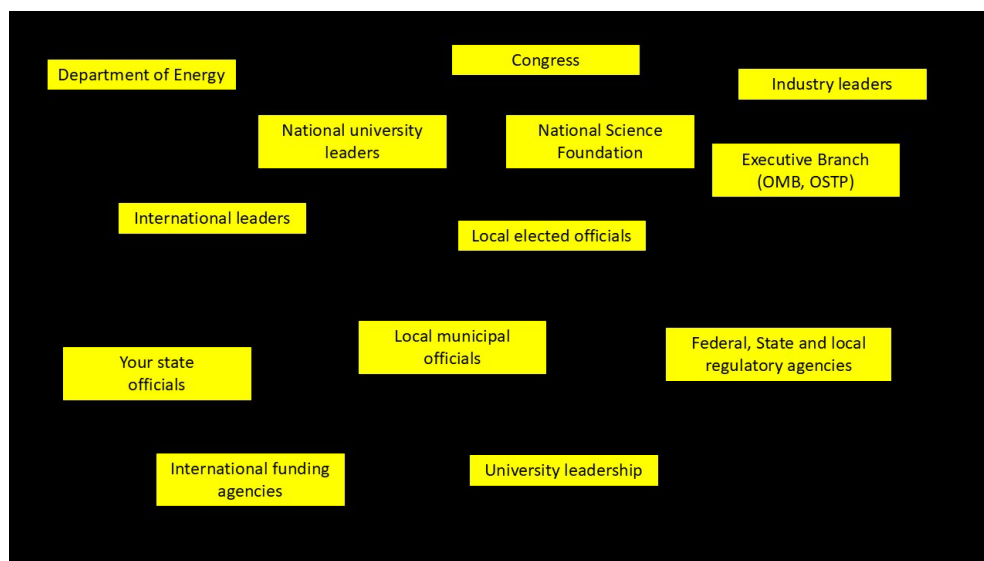 Department of Energy
Congress
Industry leaders
National university
leaders
National Science
Foundation
Executive Branch
(OMB, OSTP)
International leaders
Local elected officials
Your state
officials
Local municipal
officials
Federal, State and local
regulatory agencies
International funding
agencies
University leadership